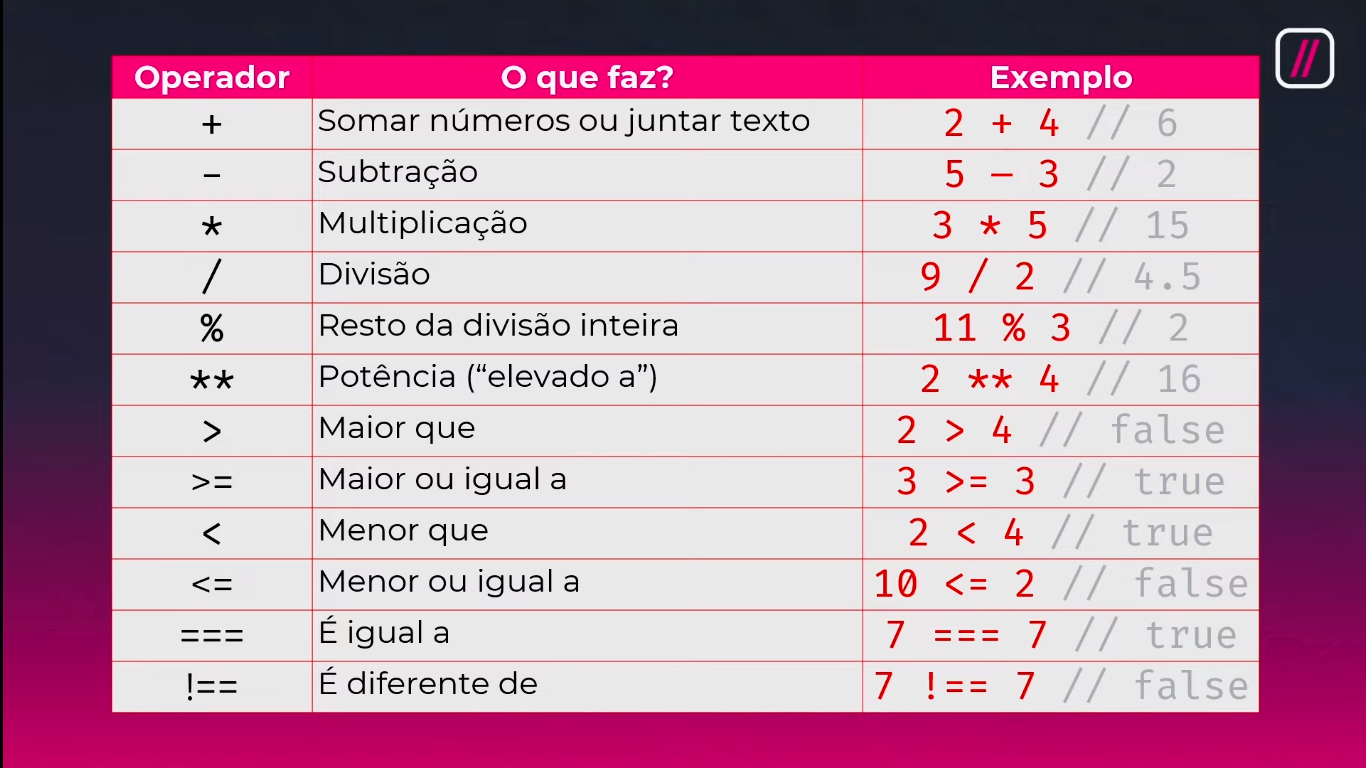 Operador O que faz? Exemplo
+ Somar números ou juntar texto 2 + 4 // 6
− Subtração 5 − 3 // 2
* Multiplicação 3 * 5 // 15
/ Divisão 9 / 2 // 4.5
% Resto da divisão inteira 11 % 3 // 2
** Potência (“elevado a”) 2 ** 4 // 16
> Maior que 2 > 4 // false
>= Maior ou igual a 3 >= 3 // true
< Menor que 2 < 4 // true
<= Menor ou igual a 10 <= 2 // false
=== É igual a 7 === 7 // true
!== É diferente de 7 !== 7 // false
//